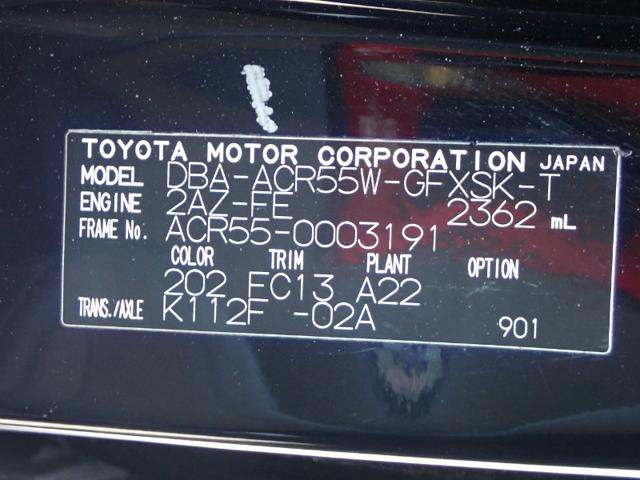 TOYOTA MOTOR CORPORATION JAPAN
MODEL DBA-ACR55W-GFXSK-T
ENGINE 2AZ-FE 2362 mL
FRAME No. ACR55-0003191
COLOR TRIM PLANT OPTION
202 FC13 A22
TRANS./AXLE K112F -02A 901